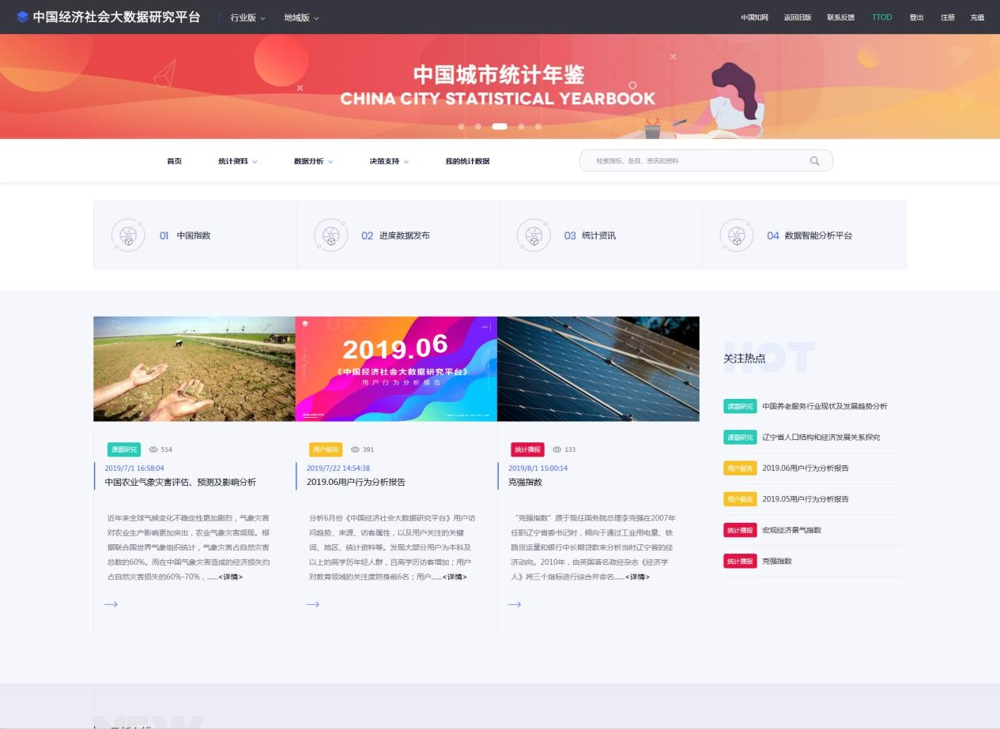 中国经济社会大数据研究平台
行业版
地域版
中国知网
返回旧版
联系反馈
TTOD
登出
注册
充值
中国城市统计年鉴
CHINA CITY STATISTICAL YEARBOOK
首页
统计资料
数据分析
决策支持
我的统计数据
检索指标、条目、资讯和资料
01 中国指数
02 进度数据发布
03 统计资讯
04 数据智能分析平台
2019.06
《中国经济社会大数据研究平台》
用户行为分析报告
课题研究 514
2019/7/1 16:58:04
中国农业气象灾害评估、预测及影响分析
近年来全球气候变化不稳定性更加剧烈，气象灾害
对农业生产影响更加突出，农业气象灾害频现。根
据联合国世界气象组织统计，气象灾害占自然灾害
总数的60%。而在中国气象灾害造成的经济损失约
占自然灾害损失的60%-70%，......<详情>
用户报告 391
2019/7/22 14:54:38
2019.06用户行为分析报告
分析6月份《中国经济社会大数据研究平台》用户访
问趋势、来源、访客属性，以及用户关注的关键
词、地区、统计资料等。发现大部分用户为本科及
以上的高学历年轻人群，且高学历访客增加；用户
对教育领域的关注度跻身前6名；用户......<详情>
统计播报 133
2019/8/1 15:00:14
克强指数
“克强指数”源于现任国务院总理李克强在2007年
任职辽宁省委书记时，倾向于通过工业用电量、铁
路货运量和银行中长期贷款来分析当时辽宁省的经
济动向。2010年，由英国著名政经杂志《经济学
人》将三个指标进行综合并命名......<详情>
HOT
关注热点
课题研究 中国养老服务行业现状及发展趋势分析
课题研究 辽宁省人口结构和经济发展关系探究
用户报告 2019.06用户行为分析报告
用户报告 2019.05用户行为分析报告
统计播报 宏观经济景气指数
统计播报 克强指数
NEW